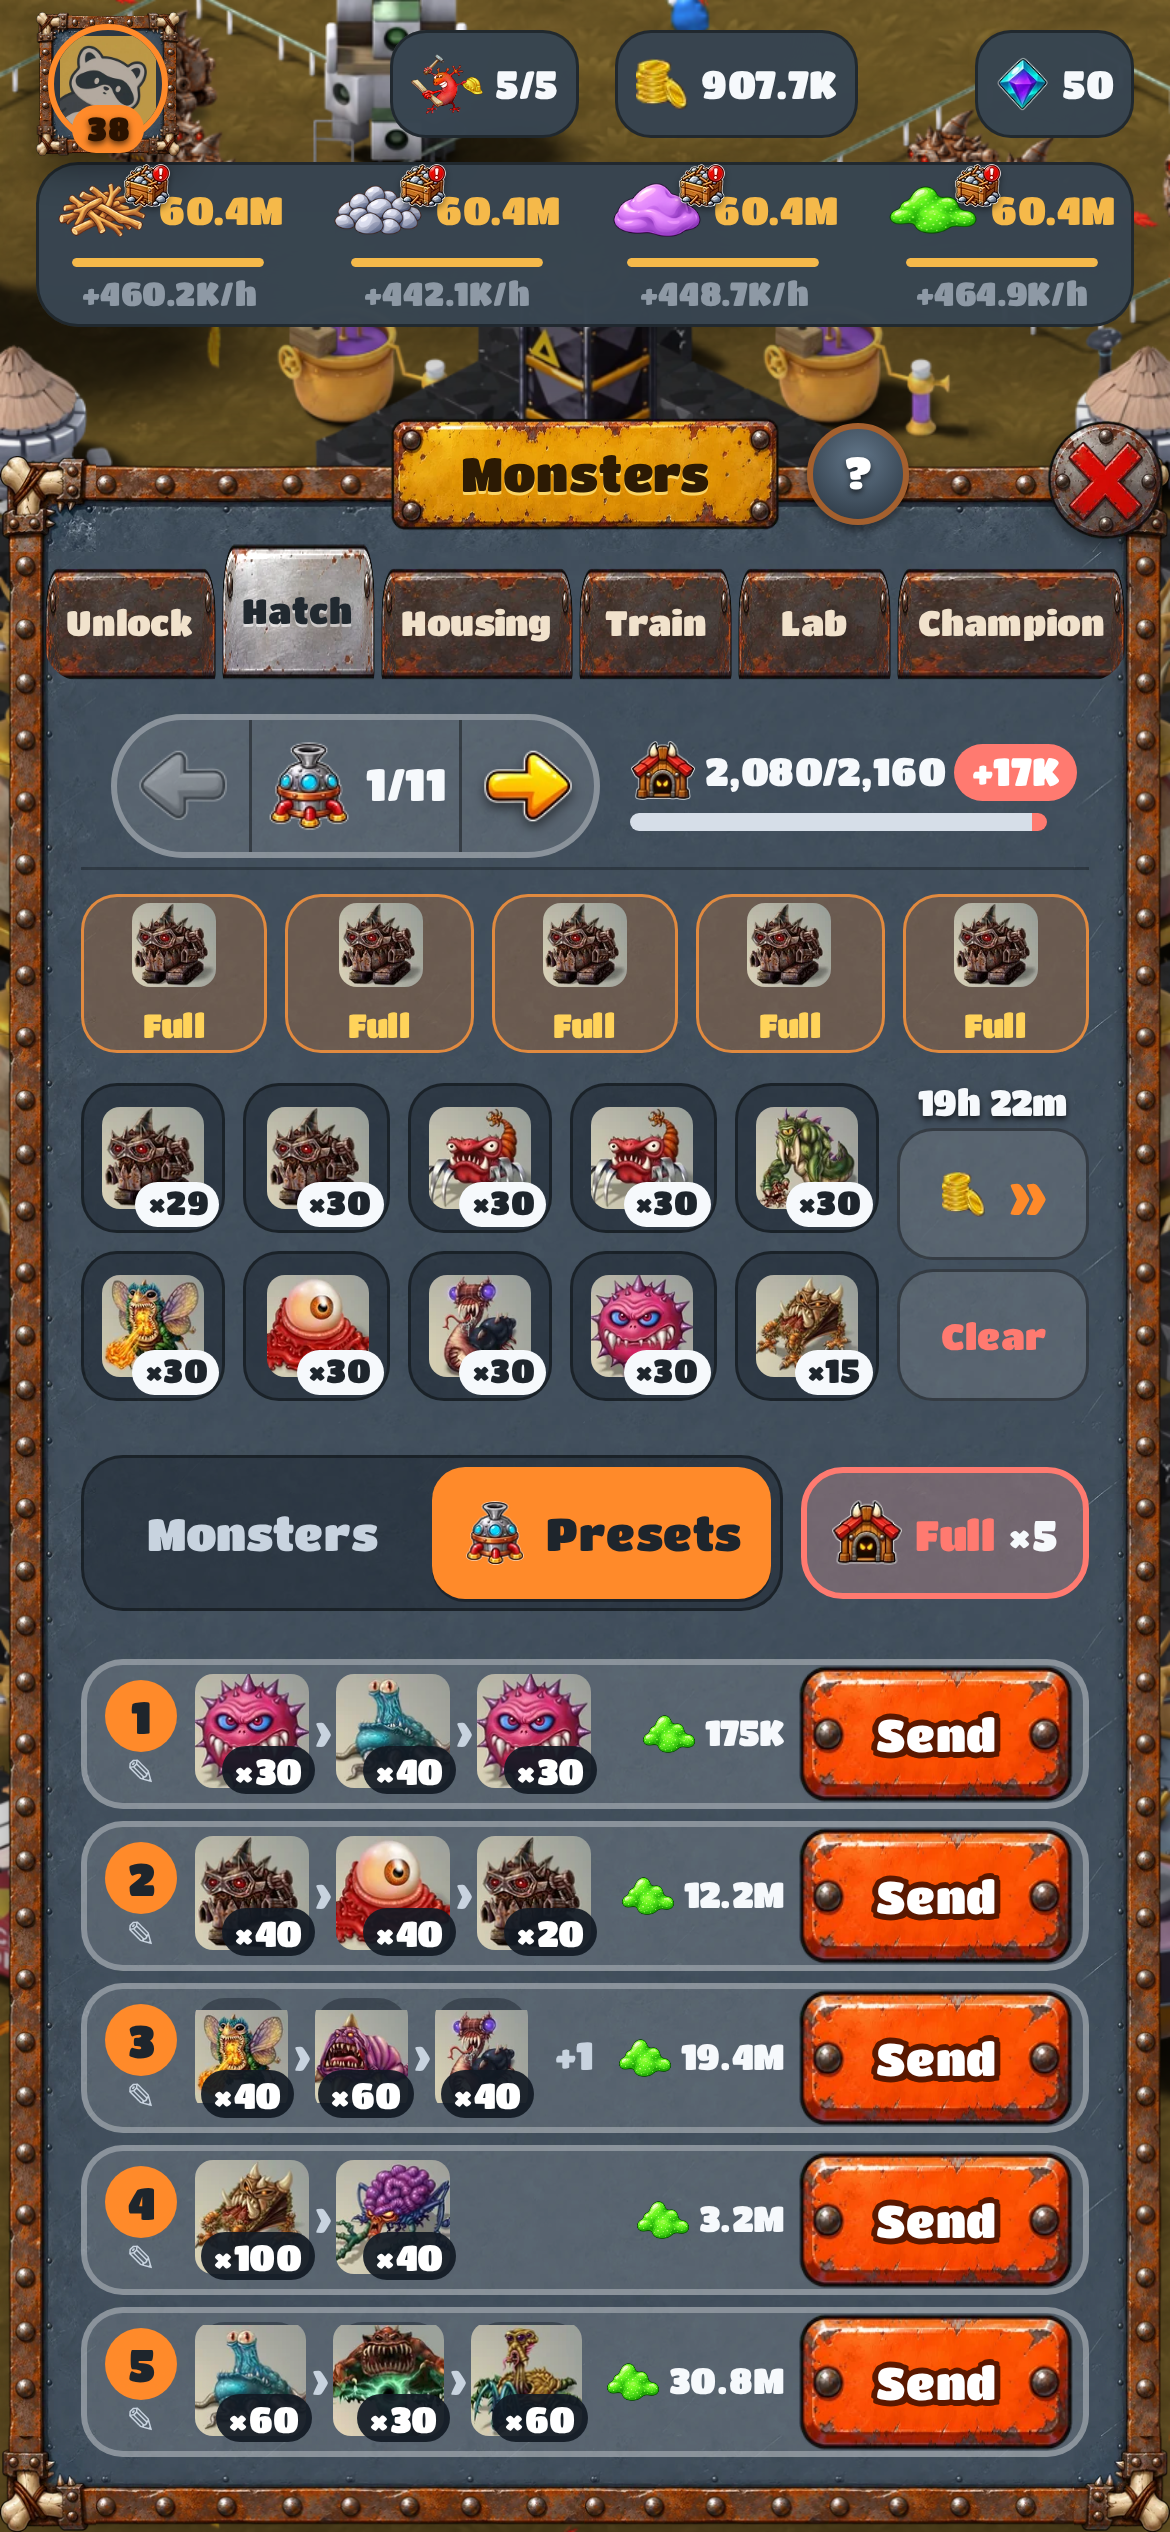 38
5/5
907.7K
50
60.4M
60.4M
60.4M
60.4M
+460.2K/h
+442.1K/h
+448.7K/h
+464.9K/h
Monsters
?
Unlock
Hatch
Housing
Train
Lab
Champion
1/11
2,080/2,160
+17K
Full
Full
Full
Full
Full
×29
×30
×30
×30
×30
19h 22m
×30
×30
×30
×30
×15
Clear
Monsters
Presets
Full ×5
1
×30
×40
×30
175K
Send
2
×40
×40
×20
12.2M
Send
3
×40
×60
×40
+1
19.4M
Send
4
×100
×40
3.2M
Send
5
×60
×30
×60
30.8M
Send